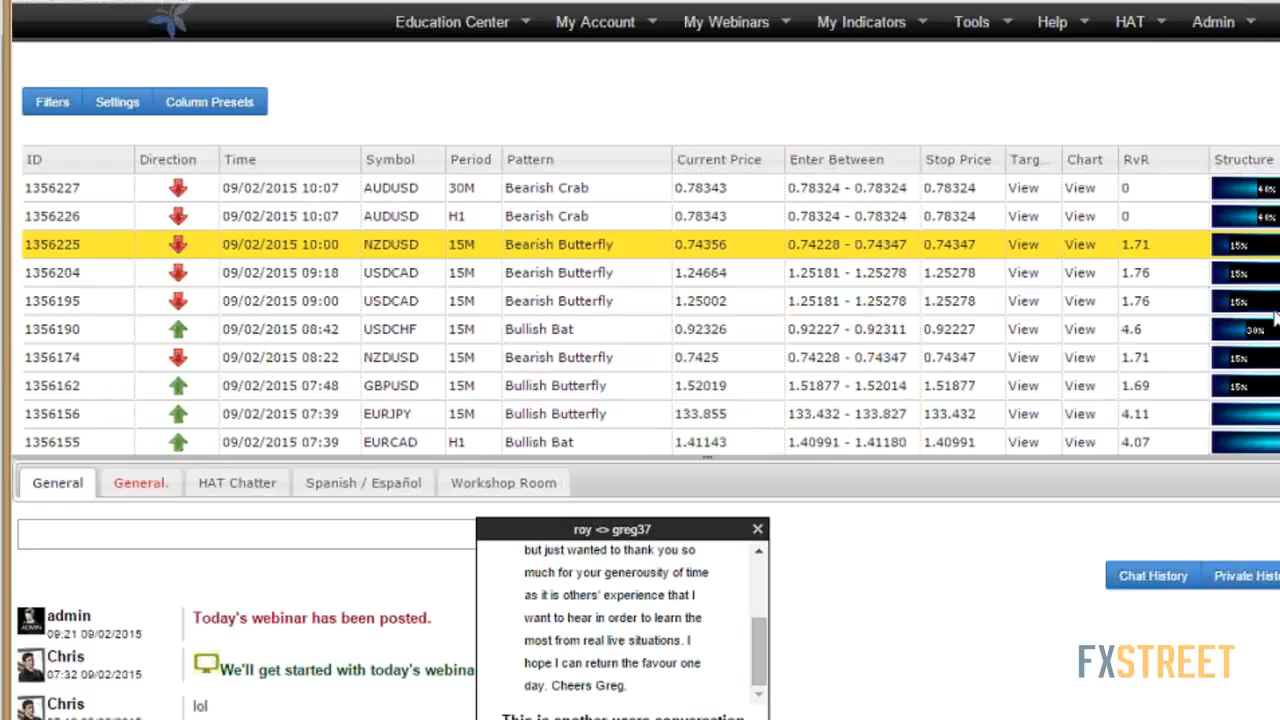 Education Center My Account My Webinars My Indicators Tools Help HAT Admin
Filters Settings Column Presets
ID Direction Time Symbol Period Pattern Current Price Enter Between Stop Price Targ... Chart RvR Structure
1356227 09/02/2015 10:07 AUDUSD 30M Bearish Crab 0.78343 0.78324 - 0.78324 0.78324 View View 0 40%
1356226 09/02/2015 10:07 AUDUSD H1 Bearish Crab 0.78343 0.78324 - 0.78324 0.78324 View View 0 40%
1356225 09/02/2015 10:00 NZDUSD 15M Bearish Butterfly 0.74356 0.74228 - 0.74347 0.74347 View View 1.71 15%
1356204 09/02/2015 09:18 USDCAD 15M Bearish Butterfly 1.24664 1.25181 - 1.25278 1.25278 View View 1.76 15%
1356195 09/02/2015 09:00 USDCAD 15M Bearish Butterfly 1.25002 1.25181 - 1.25278 1.25278 View View 1.76 15%
1356190 09/02/2015 08:42 USDCHF 15M Bullish Bat 0.92326 0.92227 - 0.92311 0.92227 View View 4.6 30%
1356174 09/02/2015 08:22 NZDUSD 15M Bearish Butterfly 0.7425 0.74228 - 0.74347 0.74347 View View 1.71 15%
1356162 09/02/2015 07:48 GBPUSD 15M Bullish Butterfly 1.52019 1.51877 - 1.52014 1.51877 View View 1.69 15%
1356156 09/02/2015 07:39 EURJPY 15M Bullish Butterfly 133.855 133.432 - 133.827 133.432 View View 4.11
1356155 09/02/2015 07:39 EURCAD H1 Bullish Bat 1.41143 1.40991 - 1.41180 1.40991 View View 4.07
General General. HAT Chatter Spanish / Español Workshop Room
roy <> greg37
but just wanted to thank you so
much for your generousity of time
as it is others' experience that I
want to hear in order to learn the
most from real live situations. I
hope I can return the favour one
day. Cheers Greg.
This is another users conversation
Chat History Private Hist
admin
09:21 09/02/2015
Today's webinar has been posted.
Chris
07:32 09/02/2015
We'll get started with today's webina
Chris
lol
FXSTREET